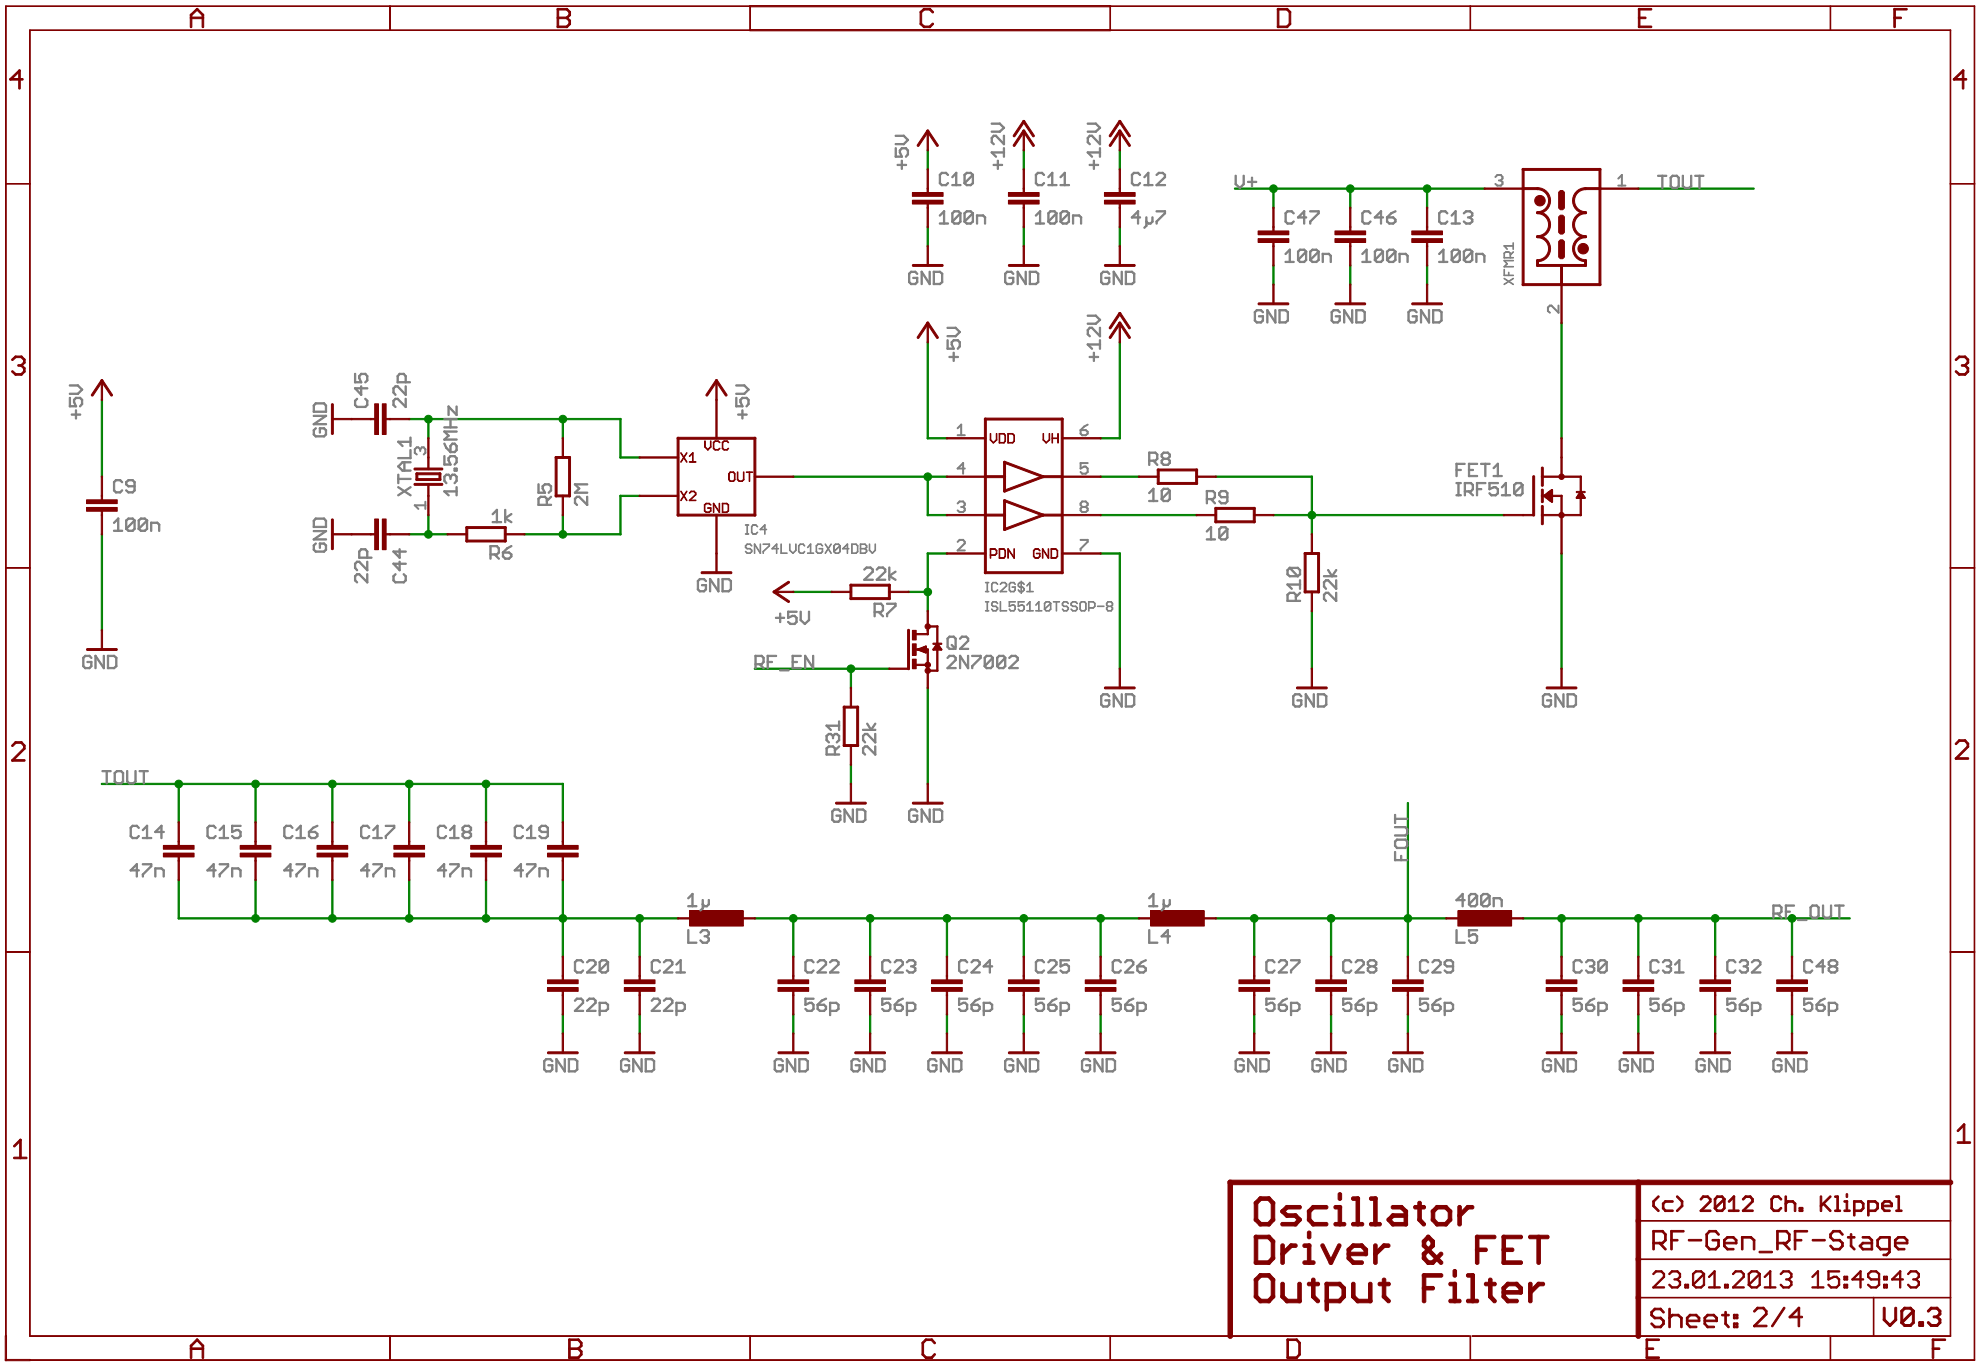 A B C D E F
4 4
+5V +12V +12V
C10 C11 C12
100n 100n 4µ7
GND GND GND
V+ 3 1 TOUT
C47 C46 C13
100n 100n 100n
GND GND GND
XFMR1
2
3 3
+5V
C9
100n
GND
GND C45 22p
XTAL1 3 13.56MHz
1
GND 22p C44
1k
R6
R5 2M
+5V
VCC
X1
OUT
X2
GND
IC4
SN74LVC1GX04DBV
GND
+5V +12V
1 VDD VH 6
4 5
3 8
2 PDN GND 7
IC2G$1
ISL55110TSSOP-8
GND
R8
10
R9
10
R10 22k
GND
FET1
IRF510
GND
22k
R7
+5V
Q2
2N7002
RF_EN
R31 22k
GND GND
2 2
TOUT
C14 C15 C16 C17 C18 C19
47n 47n 47n 47n 47n 47n
FOUT
1µ 1µ 400n RF_OUT
L3 L4 L5
C20 C21 C22 C23 C24 C25 C26 C27 C28 C29 C30 C31 C32 C48
22p 22p 56p 56p 56p 56p 56p 56p 56p 56p 56p 56p 56p 56p
GND GND GND GND GND GND GND GND GND GND GND GND GND GND
1 1
Oscillator
Driver & FET
Output Filter
(c) 2012 Ch. Klippel
RF-Gen_RF-Stage
23.01.2013 15:49:43
Sheet: 2/4 V0.3
A B C D E F